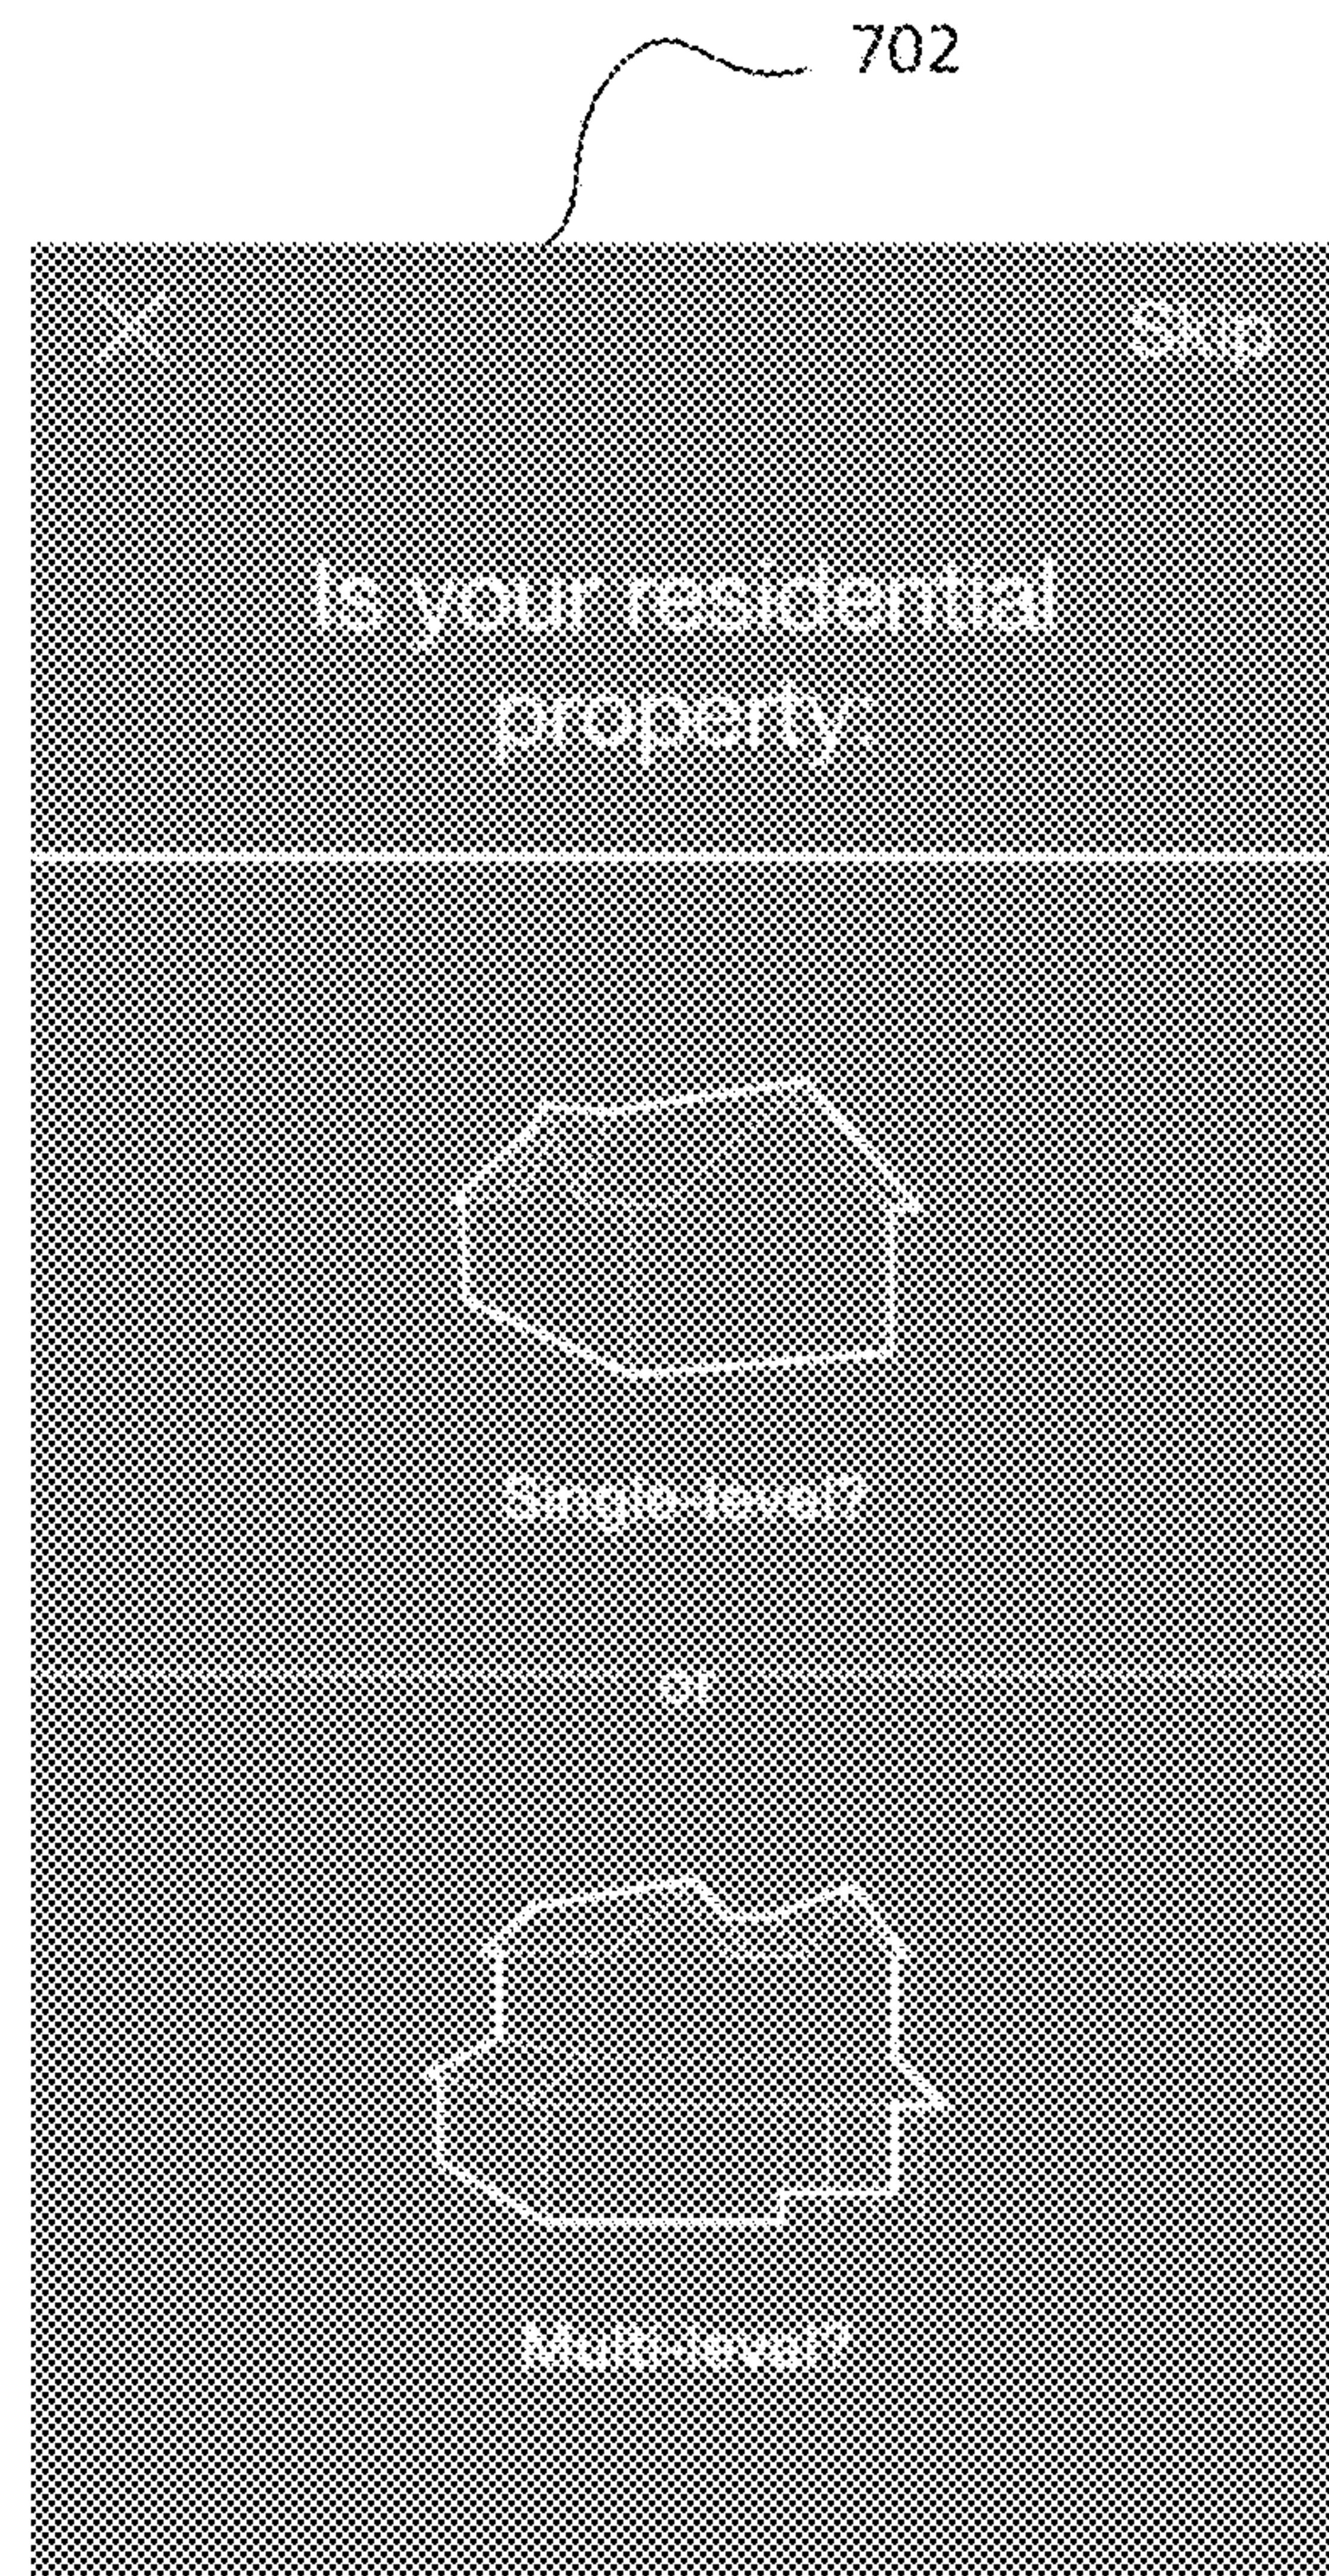 702
Skip
Is your residential
property:
Single-level?
or
Multi-level?